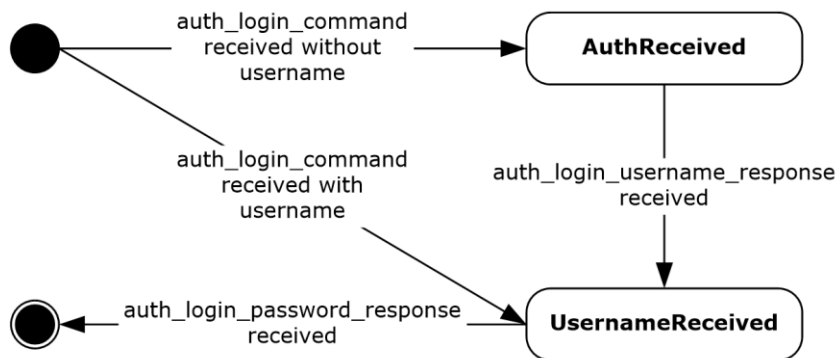 auth_login_command
received without
username
AuthReceived
auth_login_command
received with
username
auth_login_username_response
received
auth_login_password_response
received
UsernameReceived